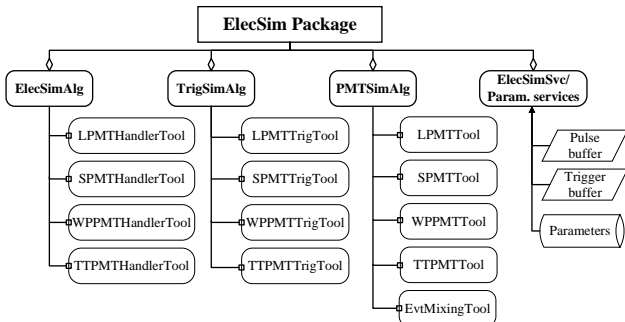 ElecSim Package
ElecSimAlg
TrigSimAlg
PMTSimAlg
ElecSimSvc/
Param. services
LPMTHandlerTool
SPMTHandlerTool
WPPMTHandlerTool
TTPMTHandlerTool
LPMTTrigTool
SPMTTrigTool
WPPMTTrigTool
TTPMTTrigTool
LPMTTool
SPMTTool
WPPMTTool
TTPMTTool
EvtMixingTool
Pulse
buffer
Trigger
buffer
Parameters